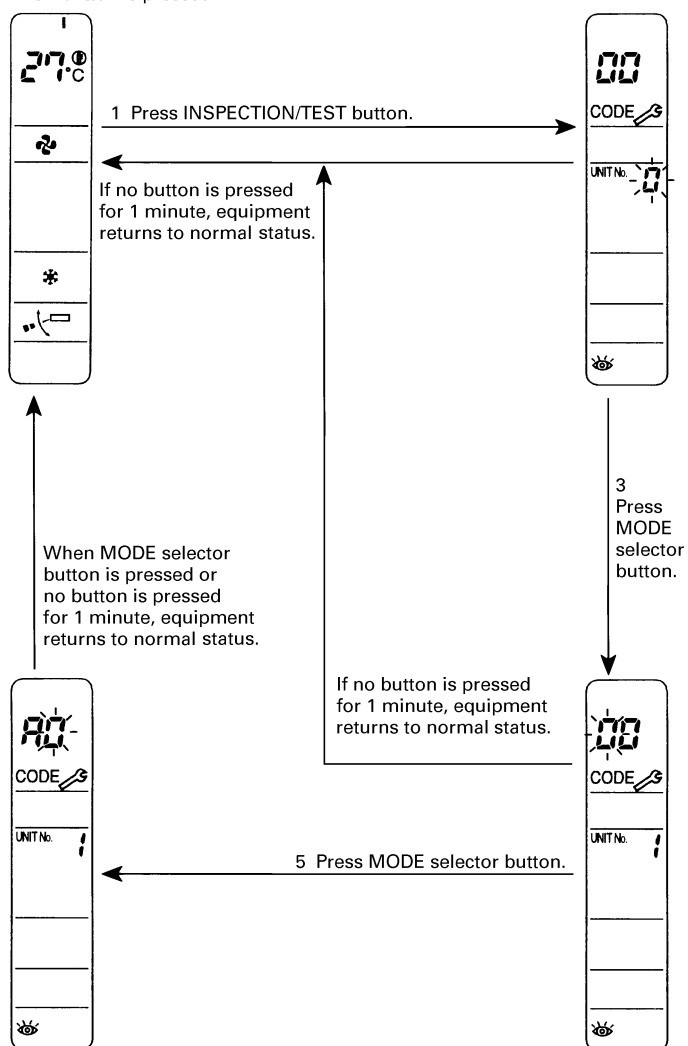 27 °C
00
CODE
UNIT No. 0
1 Press INSPECTION/TEST button.
If no button is pressed
for 1 minute, equipment
returns to normal status.
3
Press
MODE
selector
button.
When MODE selector
button is pressed or
no button is pressed
for 1 minute, equipment
returns to normal status.
If no button is pressed
for 1 minute, equipment
returns to normal status.
A0
CODE
UNIT No. 1
00
CODE
UNIT No. 1
5 Press MODE selector button.